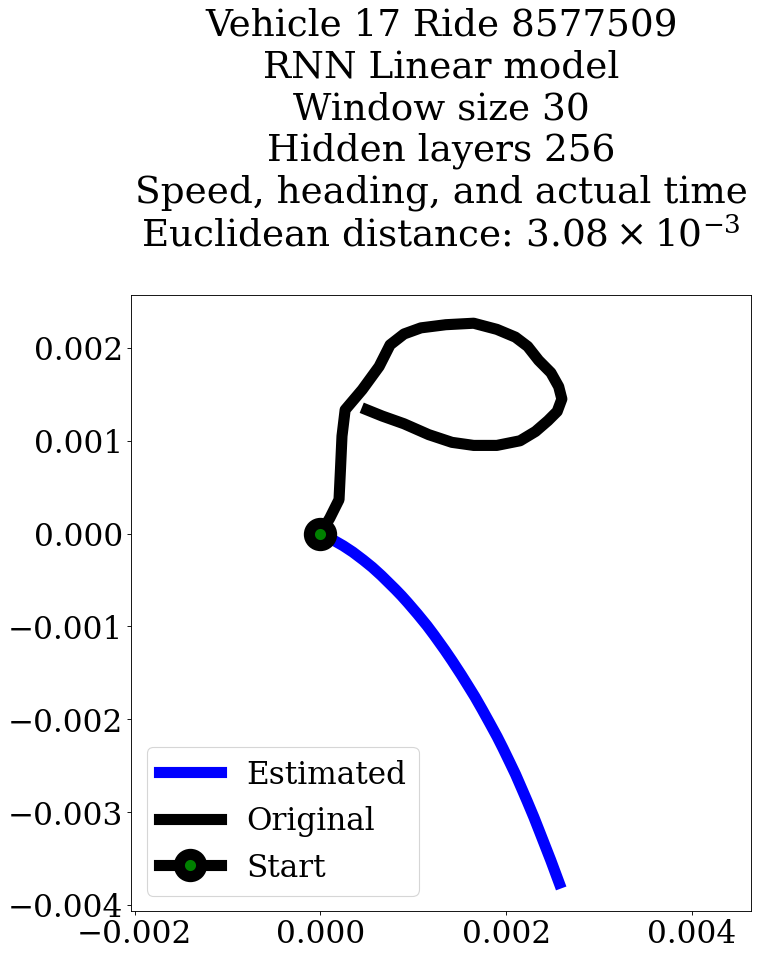 Vehicle 17 Ride 8577509
RNN Linear model
Window size 30
Hidden layers 256
Speed, heading, and actual time
Euclidean distance: 3.08 × 10⁻³
0.002
0.001
0.000
−0.001
−0.002
−0.003
−0.004
Estimated
Original
Start
−0.002 0.000 0.002 0.004